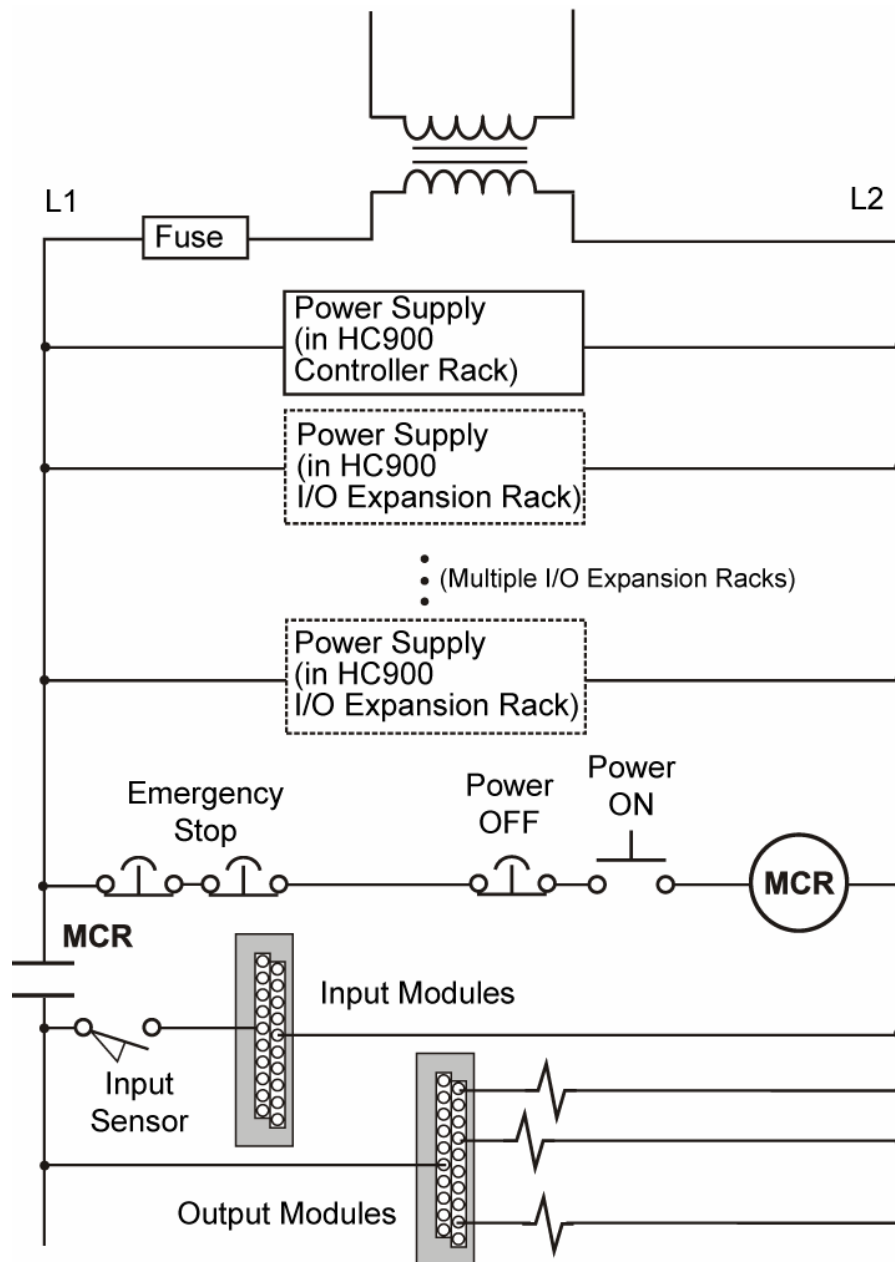 L1
L2
Fuse
Power Supply
(in HC900
Controller Rack)
Power Supply
(in HC900
I/O Expansion Rack)
(Multiple I/O Expansion Racks)
Power Supply
(in HC900
I/O Expansion Rack)
Emergency
Stop
Power
OFF
Power
ON
MCR
MCR
Input Modules
Input
Sensor
Output Modules